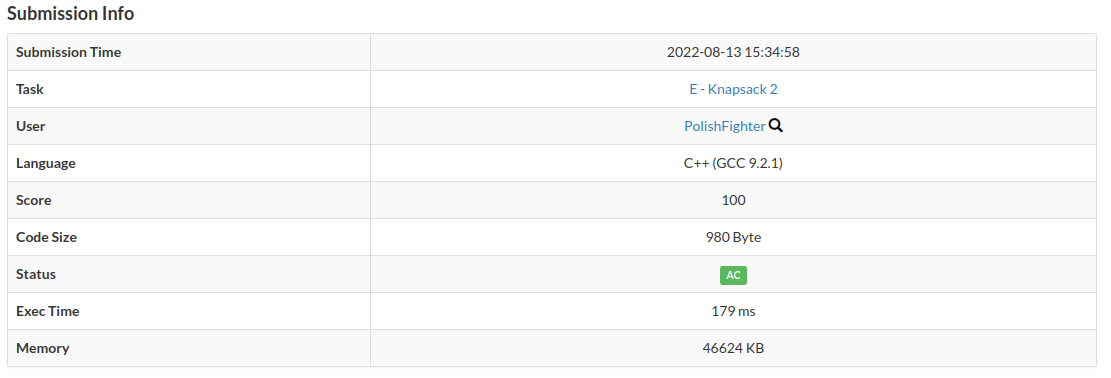 Submission Info
Submission Time 2022-08-13 15:34:58
Task E - Knapsack 2
User PolishFighter
Language C++ (GCC 9.2.1)
Score 100
Code Size 980 Byte
Status AC
Exec Time 179 ms
Memory 46624 KB